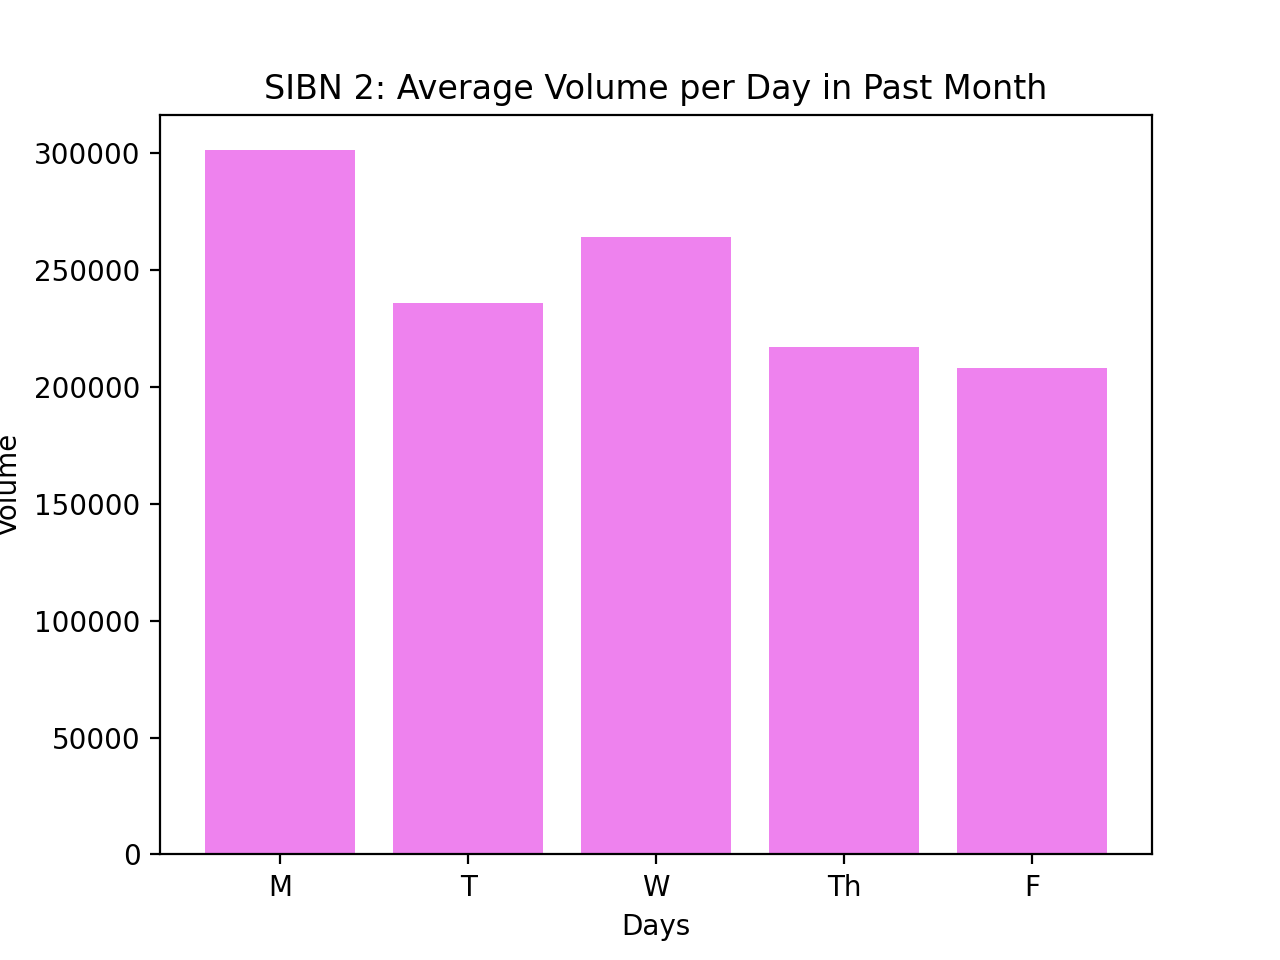 SIBN 2: Average Volume per Day in Past Month
300000
250000
200000
150000
100000
50000
0
Volume
M T W Th F
Days